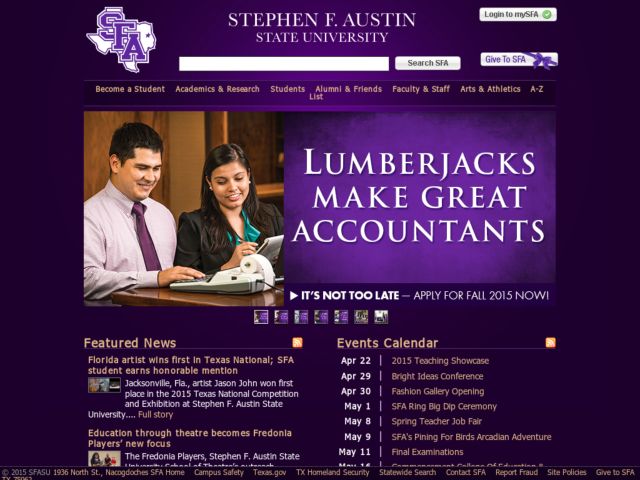 SFA
STEPHEN F. AUSTIN
STATE UNIVERSITY
Login to mySFA
Search SFA
Give To SFA
Become a Student Academics & Research Students Alumni & Friends Faculty & Staff Arts & Athletics A-Z
List
LUMBERJACKS
MAKE GREAT
ACCOUNTANTS
IT'S NOT TOO LATE — APPLY FOR FALL 2015 NOW!
Featured News
Florida artist wins first in Texas National; SFA
student earns honorable mention
Jacksonville, Fla., artist Jason John won first
place in the 2015 Texas National Competition
and Exhibition at Stephen F. Austin State
University.... Full story
Education through theatre becomes Fredonia
Players' new focus
The Fredonia Players, Stephen F. Austin State
University School of Theatre's outreach
Events Calendar
Apr 22 2015 Teaching Showcase
Apr 29 Bright Ideas Conference
Apr 30 Fashion Gallery Opening
May 1 SFA Ring Big Dip Ceremony
May 8 Spring Teacher Job Fair
May 9 SFA's Pining For Birds Arcadian Adventure
May 11 Final Examinations
May 16 Commencement College Of Education &
© 2015 SFASU 1936 North St., Nacogdoches SFA Home Campus Safety Texas.gov TX Homeland Security Statewide Search Contact SFA Report Fraud Site Policies Give to SFA
TX 75962